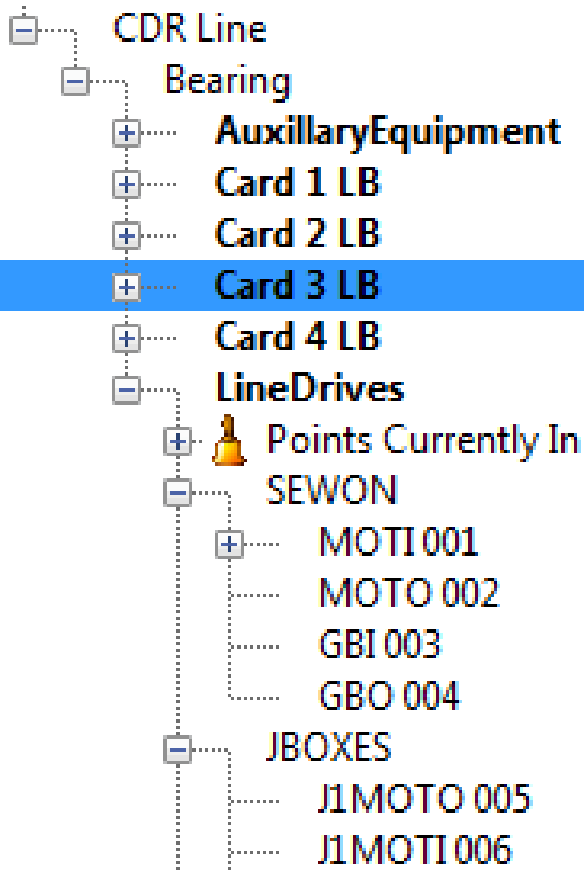 CDR Line
Bearing
AuxillaryEquipment
Card 1 LB
Card 2 LB
Card 3 LB
Card 4 LB
LineDrives
Points Currently In
SEWON
MOTI 001
MOTO 002
GBI 003
GBO 004
JBOXES
J1MOTO 005
J1MOTI 006